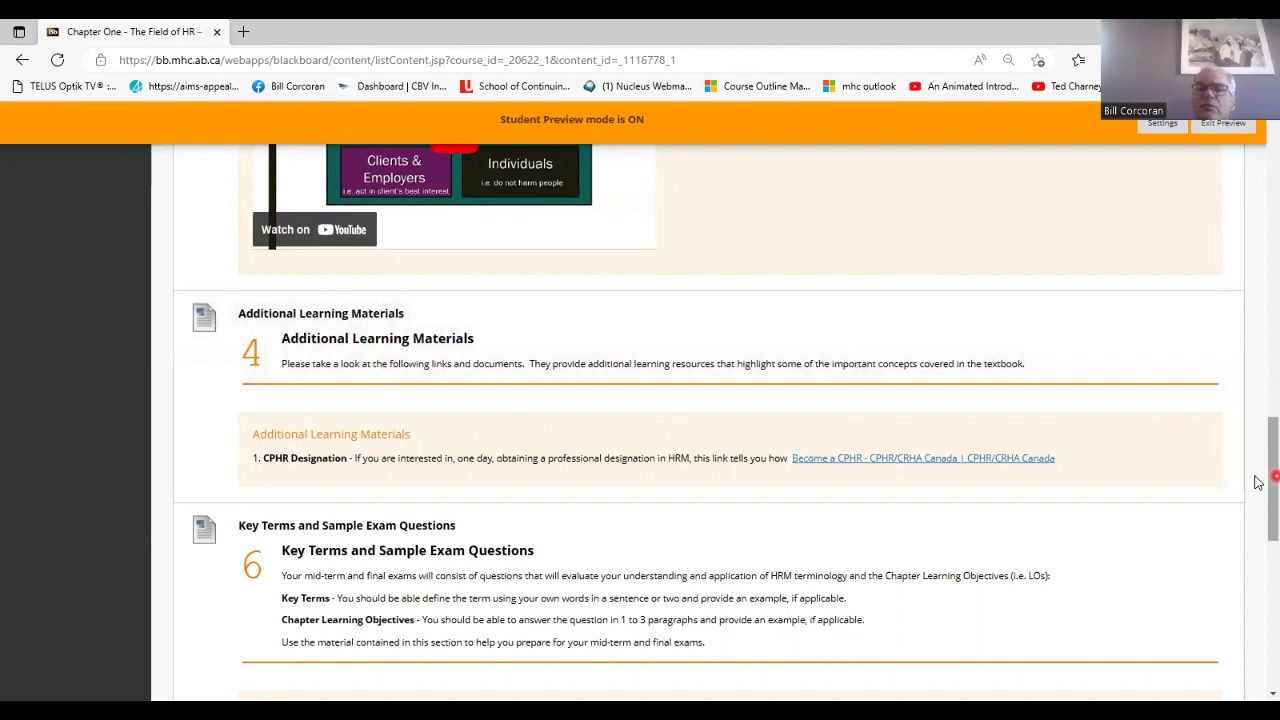 Chapter One - The Field of HR –
https://bb.mhc.ab.ca/webapps/blackboard/content/listContent.jsp?course_id=_20622_1&content_id=_1116778_1
TELUS Optik TV® :...
https://aims-appeal...
Bill Corcoran
Dashboard | CBV In...
School of Continuin...
(1) Nucleus Webma...
Course Outline Ma...
mhc outlook
An Animated Introd...
Ted Charney
Bill Corcoran
Student Preview mode is ON
Settings
Exit Preview
Clients &
Employers
i.e. act in client's best interest.
Individuals
i.e. do not harm people
Watch on YouTube
Additional Learning Materials
4 Additional Learning Materials
Please take a look at the following links and documents. They provide additional learning resources that highlight some of the important concepts covered in the textbook.
Additional Learning Materials
1. CPHR Designation - If you are interested in, one day, obtaining a professional designation in HRM, this link tells you how Become a CPHR - CPHR/CRHA Canada | CPHR/CRHA Canada
Key Terms and Sample Exam Questions
6 Key Terms and Sample Exam Questions
Your mid-term and final exams will consist of questions that will evaluate your understanding and application of HRM terminology and the Chapter Learning Objectives (i.e. LOs):
Key Terms - You should be able define the term using your own words in a sentence or two and provide an example, if applicable.
Chapter Learning Objectives - You should be able to answer the question in 1 to 3 paragraphs and provide an example, if applicable.
Use the material contained in this section to help you prepare for your mid-term and final exams.